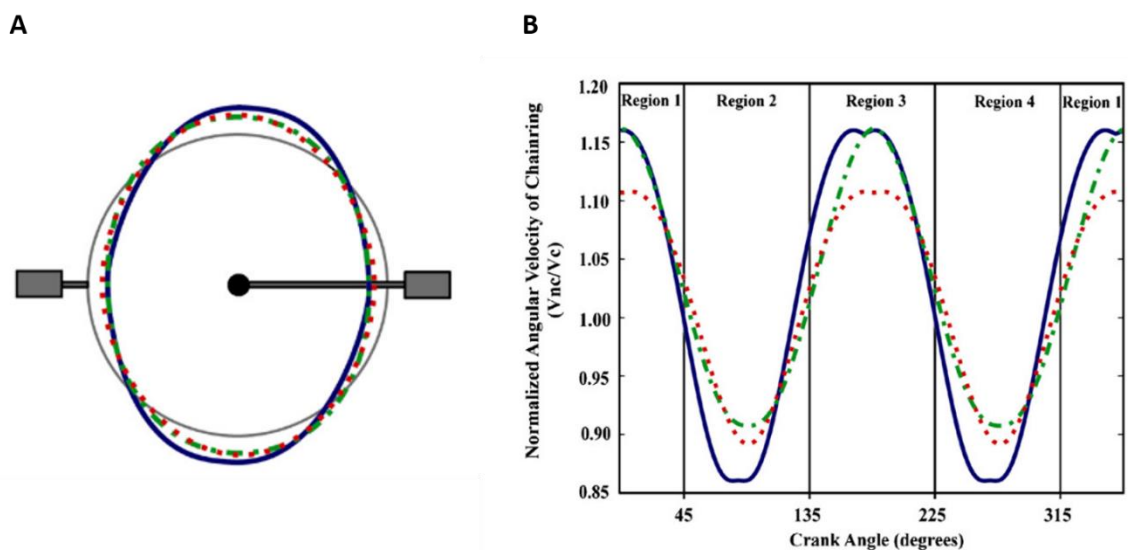 A
B
Normalized Angular Velocity of Chainring
(Vnc/Vc)
1.20
1.15
1.10
1.05
1.00
0.95
0.90
0.85
Region 1
Region 2
Region 3
Region 4
Region 1
45
135
225
315
Crank Angle (degrees)